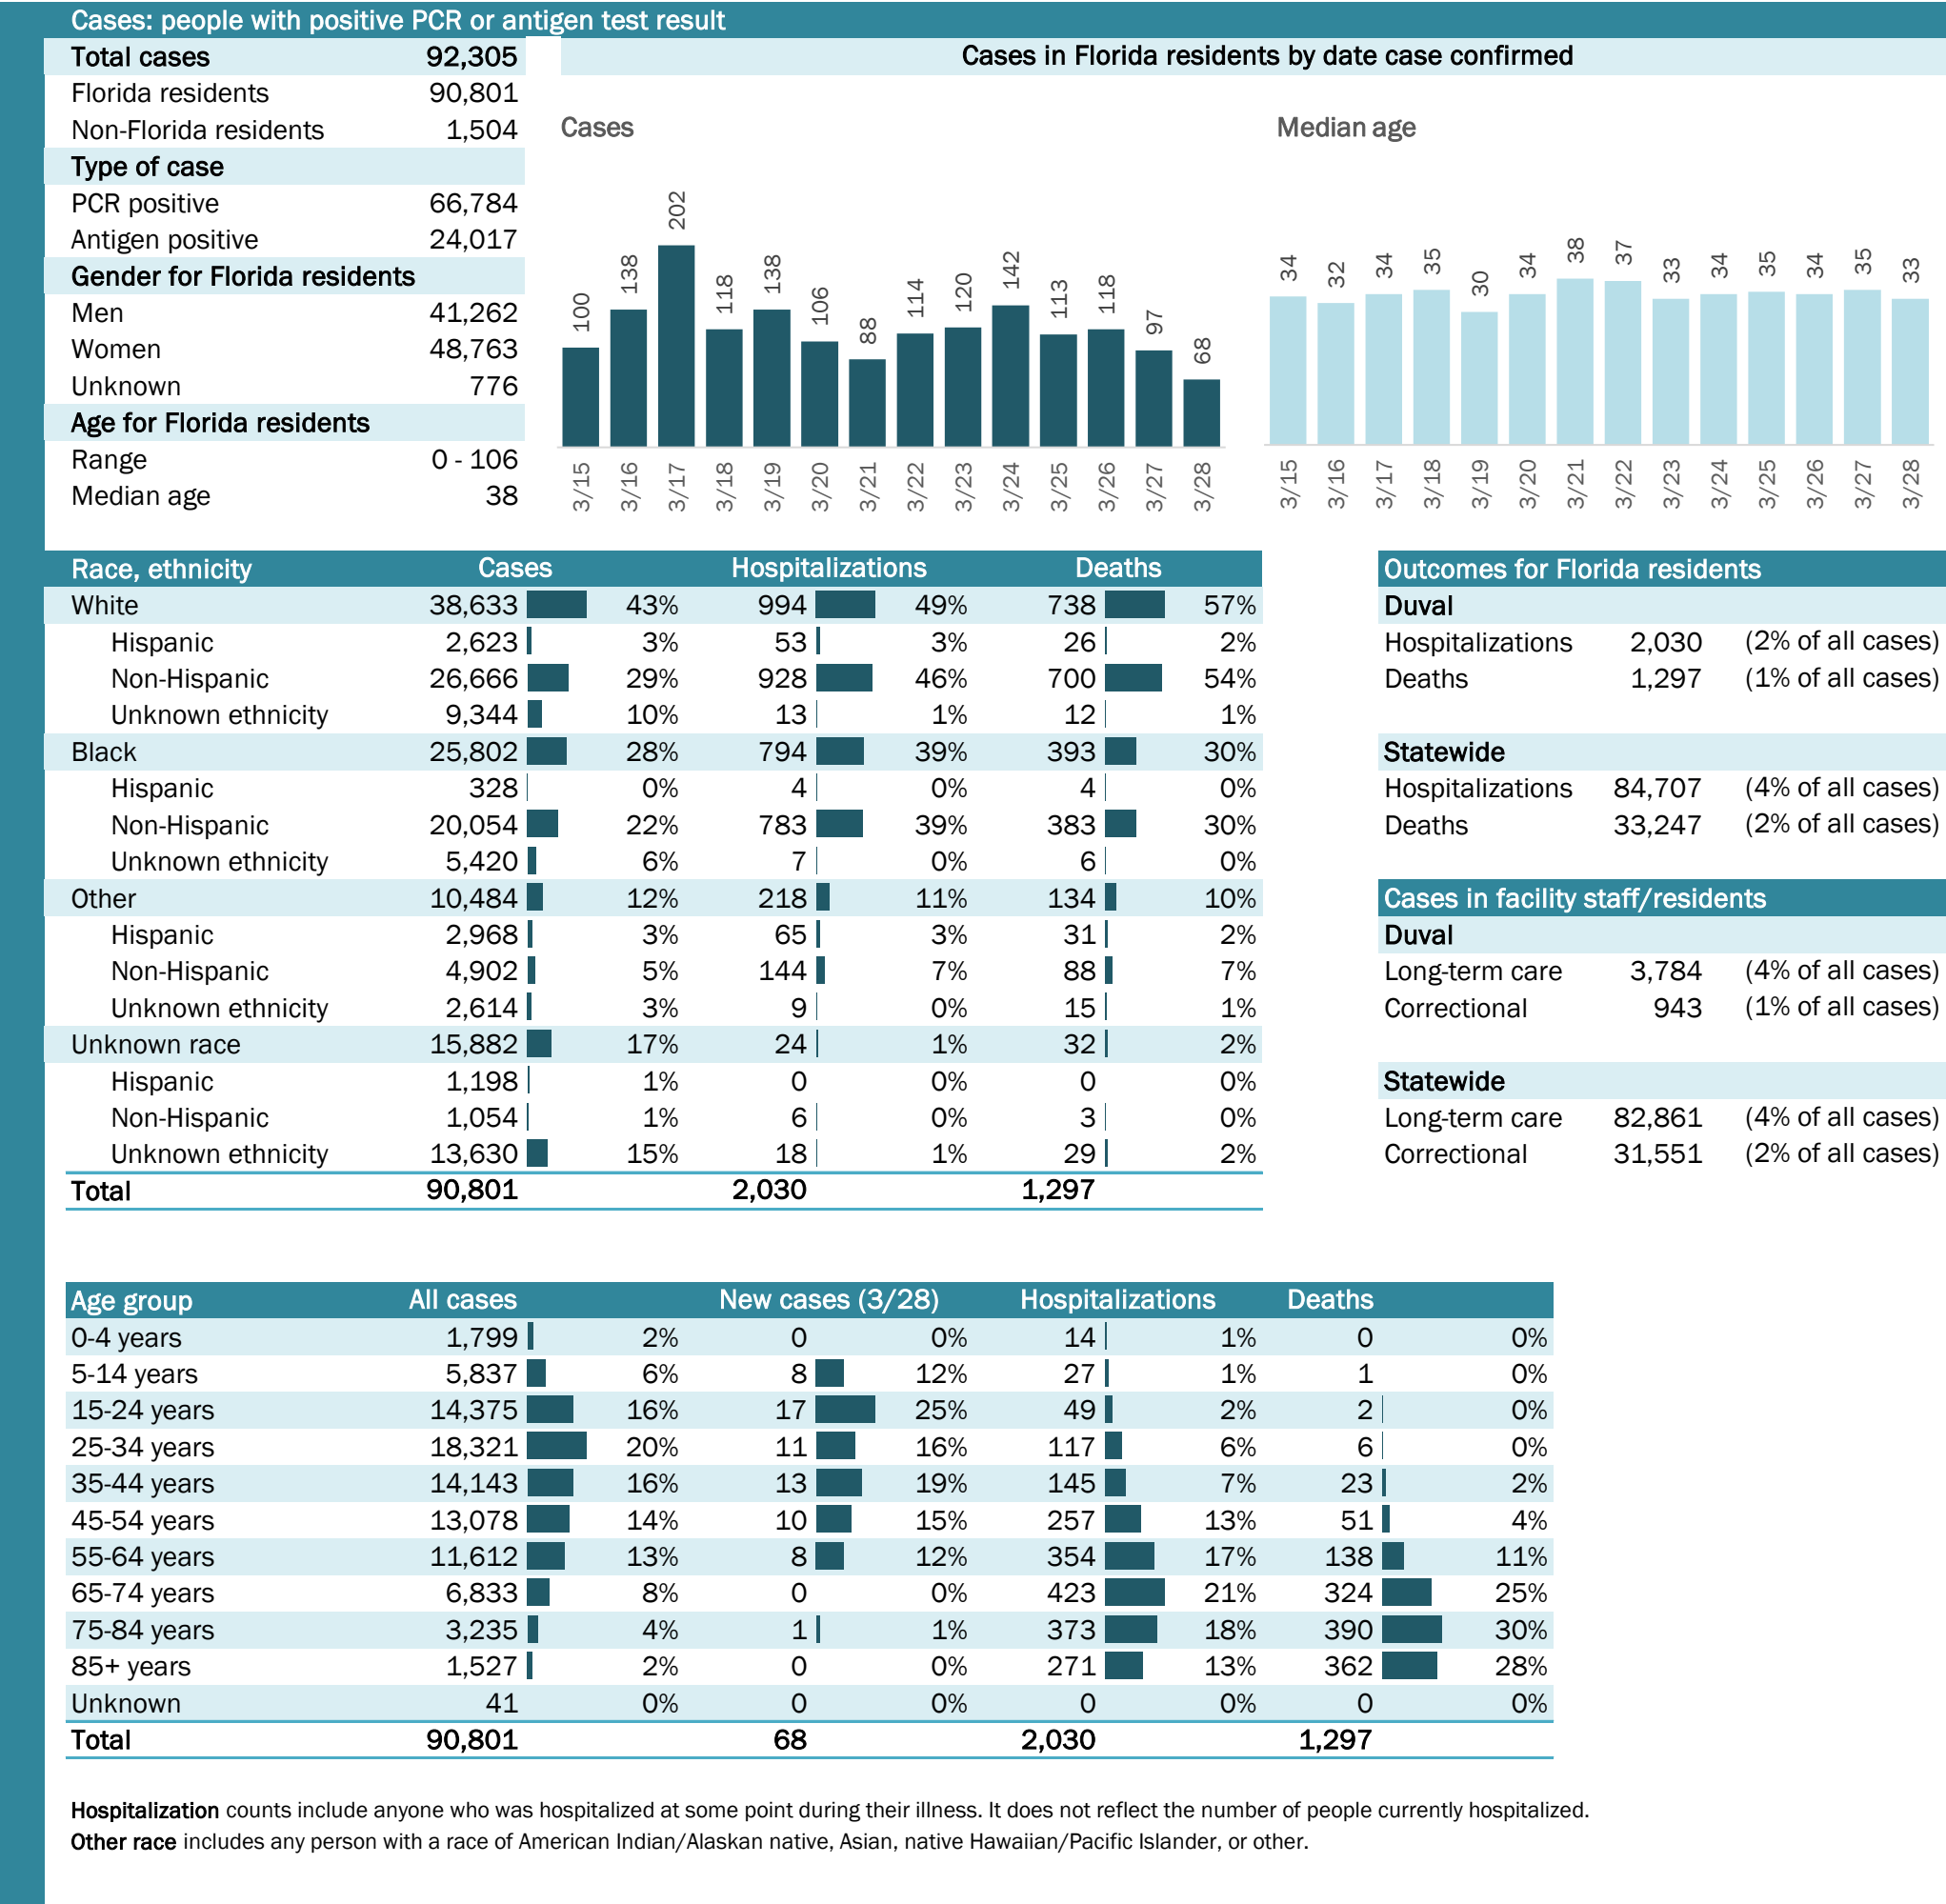 Cases: people with positive PCR or antigen test result
Total cases 92,305
Florida residents 90,801
Non-Florida residents 1,504
Type of case
PCR positive 66,784
Antigen positive 24,017
Gender for Florida residents
Men 41,262
Women 48,763
Unknown 776
Age for Florida residents
Range 0 - 106
Median age 38
Cases in Florida residents by date case confirmed
Cases
100 138 202 118 138 106 88 114 120 142 113 118 97 68
3/15 3/16 3/17 3/18 3/19 3/20 3/21 3/22 3/23 3/24 3/25 3/26 3/27 3/28
Median age
34 32 34 35 30 34 38 37 33 34 35 34 35 33
3/15 3/16 3/17 3/18 3/19 3/20 3/21 3/22 3/23 3/24 3/25 3/26 3/27 3/28
Race, ethnicity Cases Hospitalizations Deaths
White 38,633 43% 994 49% 738 57%
Hispanic 2,623 3% 53 3% 26 2%
Non-Hispanic 26,666 29% 928 46% 700 54%
Unknown ethnicity 9,344 10% 13 1% 12 1%
Black 25,802 28% 794 39% 393 30%
Hispanic 328 0% 4 0% 4 0%
Non-Hispanic 20,054 22% 783 39% 383 30%
Unknown ethnicity 5,420 6% 7 0% 6 0%
Other 10,484 12% 218 11% 134 10%
Hispanic 2,968 3% 65 3% 31 2%
Non-Hispanic 4,902 5% 144 7% 88 7%
Unknown ethnicity 2,614 3% 9 0% 15 1%
Unknown race 15,882 17% 24 1% 32 2%
Hispanic 1,198 1% 0 0% 0 0%
Non-Hispanic 1,054 1% 6 0% 3 0%
Unknown ethnicity 13,630 15% 18 1% 29 2%
Total 90,801 2,030 1,297
Outcomes for Florida residents
Duval
Hospitalizations 2,030 (2% of all cases)
Deaths 1,297 (1% of all cases)
Statewide
Hospitalizations 84,707 (4% of all cases)
Deaths 33,247 (2% of all cases)
Cases in facility staff/residents
Duval
Long-term care 3,784 (4% of all cases)
Correctional 943 (1% of all cases)
Statewide
Long-term care 82,861 (4% of all cases)
Correctional 31,551 (2% of all cases)
Age group All cases New cases (3/28) Hospitalizations Deaths
0-4 years 1,799 2% 0 0% 14 1% 0 0%
5-14 years 5,837 6% 8 12% 27 1% 1 0%
15-24 years 14,375 16% 17 25% 49 2% 2 0%
25-34 years 18,321 20% 11 16% 117 6% 6 0%
35-44 years 14,143 16% 13 19% 145 7% 23 2%
45-54 years 13,078 14% 10 15% 257 13% 51 4%
55-64 years 11,612 13% 8 12% 354 17% 138 11%
65-74 years 6,833 8% 0 0% 423 21% 324 25%
75-84 years 3,235 4% 1 1% 373 18% 390 30%
85+ years 1,527 2% 0 0% 271 13% 362 28%
Unknown 41 0% 0 0% 0 0% 0 0%
Total 90,801 68 2,030 1,297
Hospitalization counts include anyone who was hospitalized at some point during their illness. It does not reflect the number of people currently hospitalized.
Other race includes any person with a race of American Indian/Alaskan native, Asian, native Hawaiian/Pacific Islander, or other.